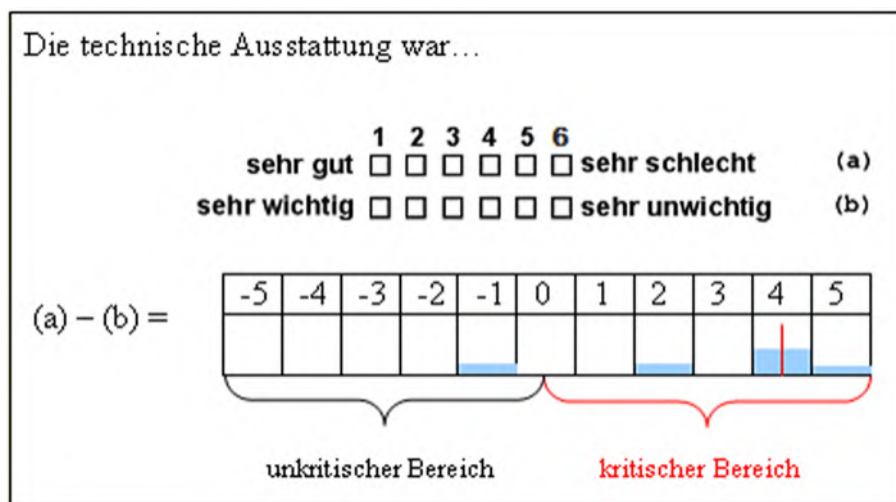 Die technische Ausstattung war...
1 2 3 4 5 6
sehr gut □ □ □ □ □ □ sehr schlecht (a)
sehr wichtig □ □ □ □ □ □ sehr unwichtig (b)
-5 -4 -3 -2 -1 0 1 2 3 4 5
(a) – (b) =
unkritischer Bereich kritischer Bereich